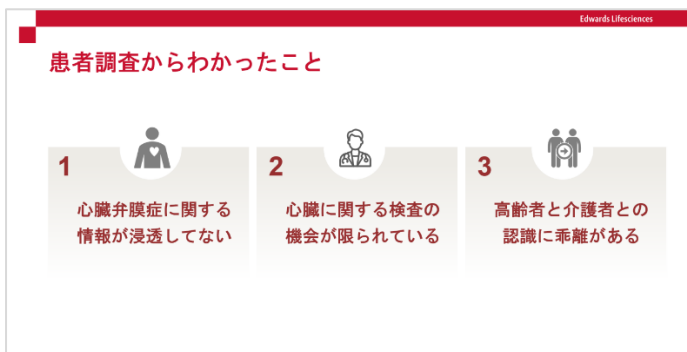 Edwards Lifesciences
患者調査からわかったこと
1
心臓弁膜症に関する
情報が浸透してない
2
心臓に関する検査の
機会が限られている
3
高齢者と介護者との
認識に乖離がある